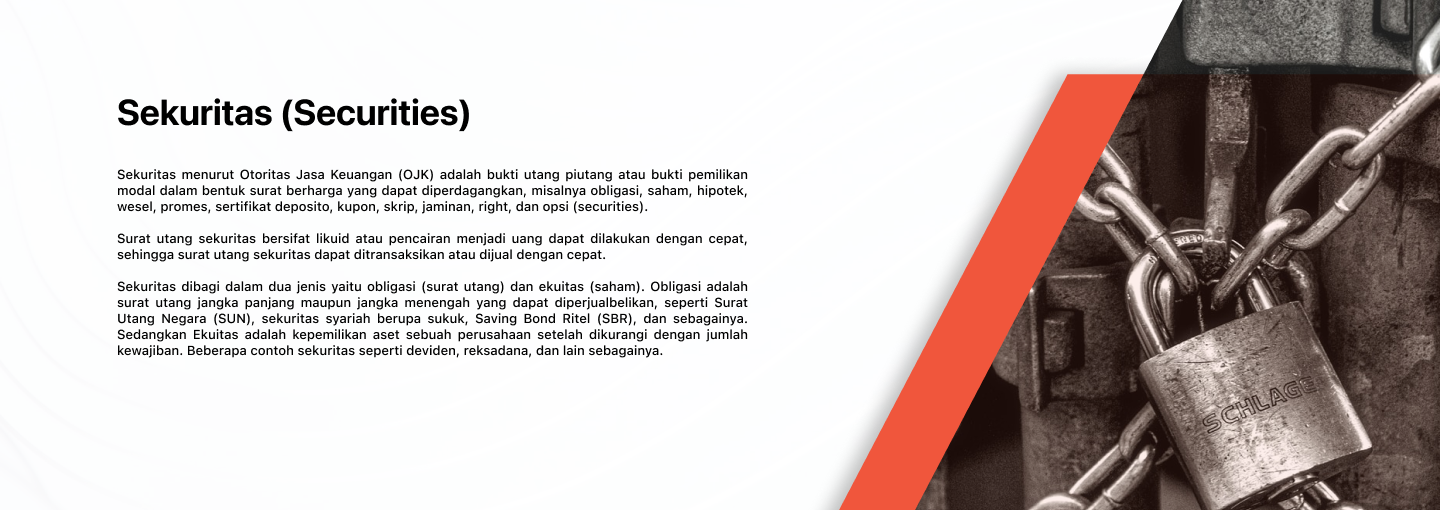 Sekuritas (Securities)
Sekuritas menurut Otoritas Jasa Keuangan (OJK) adalah bukti utang piutang atau bukti pemilikan
modal dalam bentuk surat berharga yang dapat diperdagangkan, misalnya obligasi, saham, hipotek,
wesel, promes, sertifikat deposito, kupon, skrip, jaminan, right, dan opsi (securities).
Surat utang sekuritas bersifat likuid atau pencairan menjadi uang dapat dilakukan dengan cepat,
sehingga surat utang sekuritas dapat ditransaksikan atau dijual dengan cepat.
Sekuritas dibagi dalam dua jenis yaitu obligasi (surat utang) dan ekuitas (saham). Obligasi adalah
surat utang jangka panjang maupun jangka menengah yang dapat diperjualbelikan, seperti Surat
Utang Negara (SUN), sekuritas syariah berupa sukuk, Saving Bond Ritel (SBR), dan sebagainya.
Sedangkan Ekuitas adalah kepemilikan aset sebuah perusahaan setelah dikurangi dengan jumlah
kewajiban. Beberapa contoh sekuritas seperti deviden, reksadana, dan lain sebagainya.
SCHLAGE